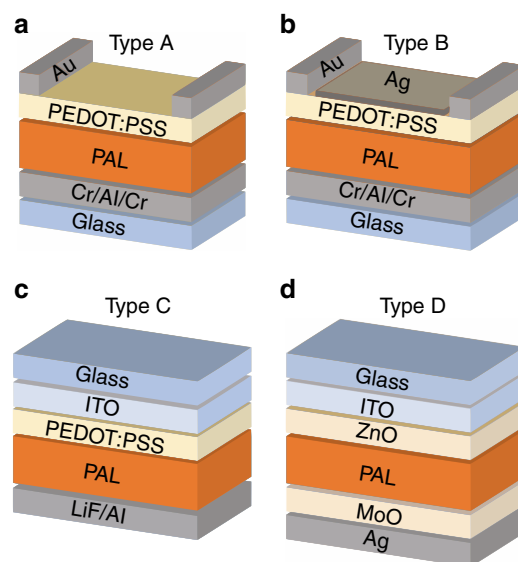 a
Type A
Au
PEDOT:PSS
PAL
Cr/Al/Cr
Glass
b
Type B
Au
Ag
PEDOT:PSS
PAL
Cr/Al/Cr
Glass
c
Type C
Glass
ITO
PEDOT:PSS
PAL
LiF/Al
d
Type D
Glass
ITO
ZnO
PAL
MoO
Ag